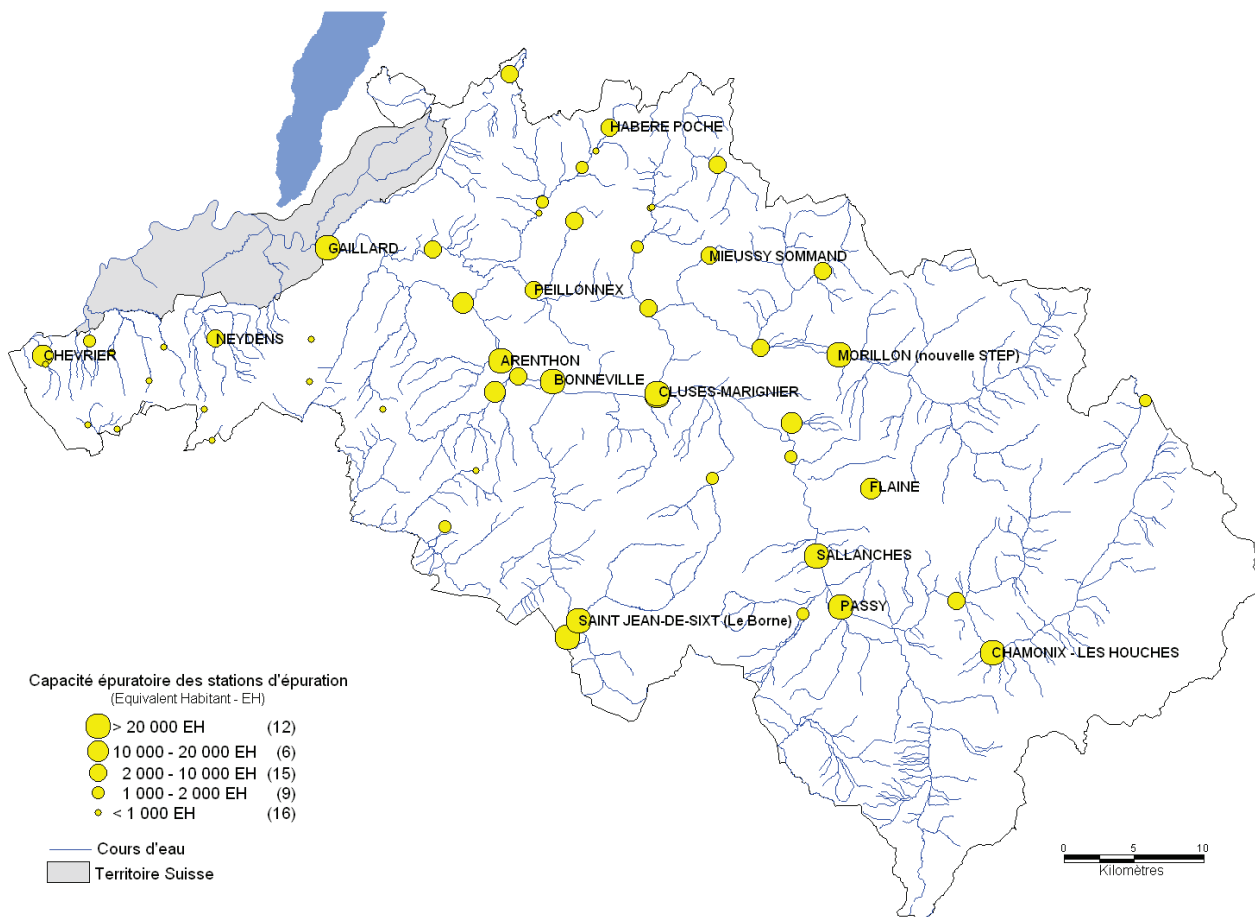 HABERE POCHE
GAILLARD
MIEUSSY SOMMAND
PEILLONNEX
NEYDENS
CHEVRIER
ARENTHON
MORILLON (nouvelle STEP)
BONNEVILLE
CLUSES-MARIGNIER
FLAINE
SALLANCHES
PASSY
SAINT JEAN-DE-SIXT (Le Borne)
CHAMONIX - LES HOUCHES
Capacité épuratoire des stations d'épuration
(Equivalent Habitant - EH)
> 20 000 EH (12)
10 000 - 20 000 EH (6)
2 000 - 10 000 EH (15)
1 000 - 2 000 EH (9)
< 1 000 EH (16)
Cours d'eau
Territoire Suisse
0 5 10
Kilomètres